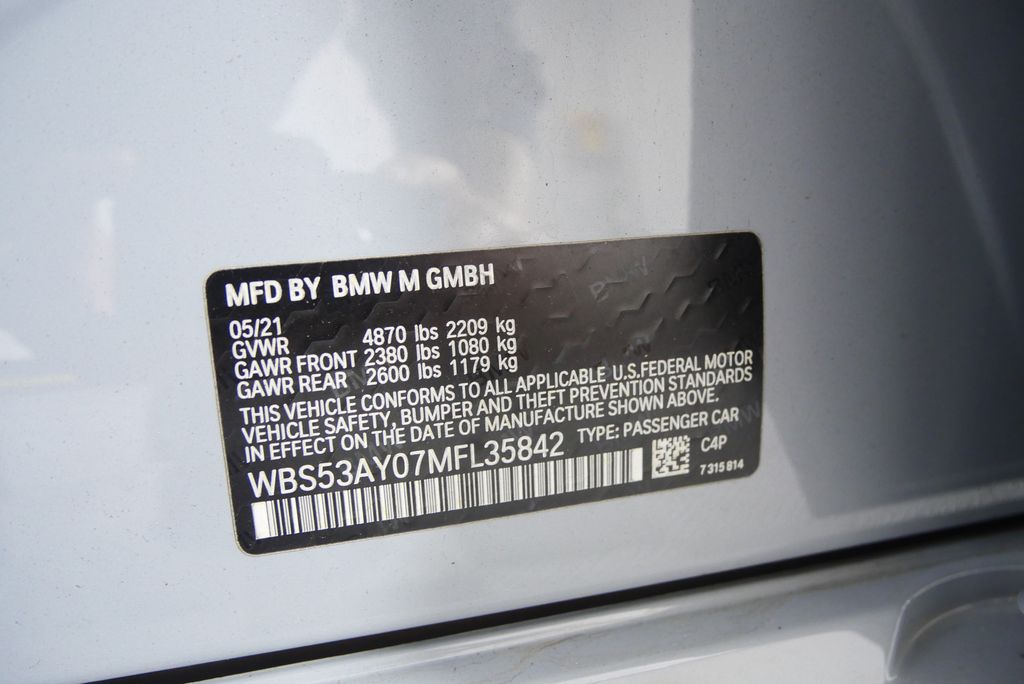 MFD BY BMW M GMBH
05/21
GVWR 4870 lbs 2209 kg
GAWR FRONT 2380 lbs 1080 kg
GAWR REAR 2600 lbs 1179 kg
THIS VEHICLE CONFORMS TO ALL APPLICABLE U.S.FEDERAL MOTOR
VEHICLE SAFETY, BUMPER AND THEFT PREVENTION STANDARDS
IN EFFECT ON THE DATE OF MANUFACTURE SHOWN ABOVE.
WBS53AY07MFL35842 TYPE: PASSENGER CAR
C4P
7 315 814